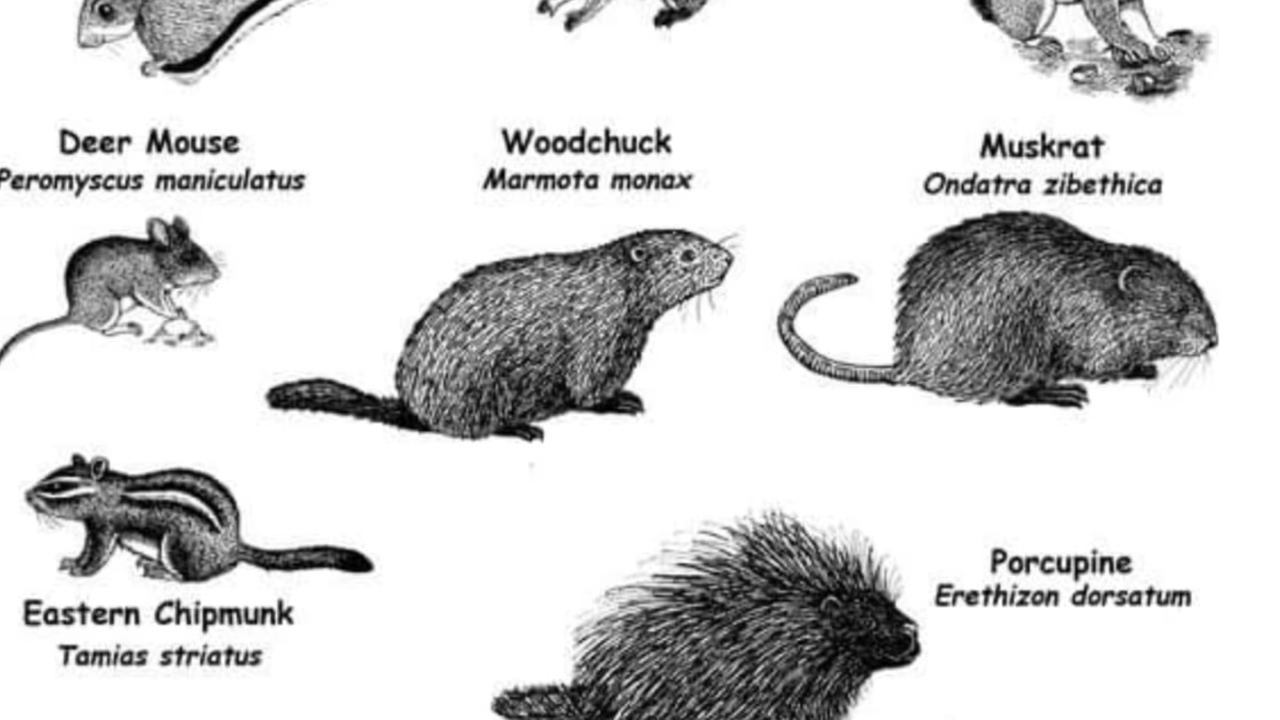 Deer Mouse
Peromyscus maniculatus
Woodchuck
Marmota monax
Muskrat
Ondatra zibethica
Eastern Chipmunk
Tamias striatus
Porcupine
Erethizon dorsatum